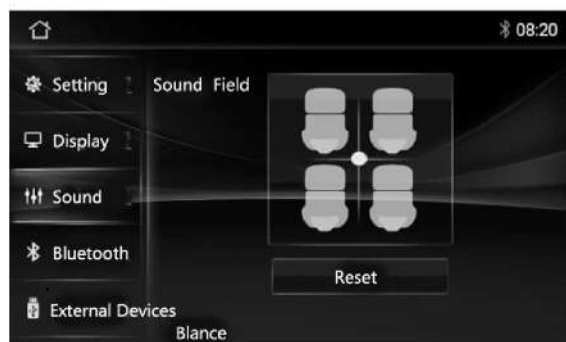 08:20
Setting
Sound Field
Display
Sound
Bluetooth
Reset
External Devices
Blance